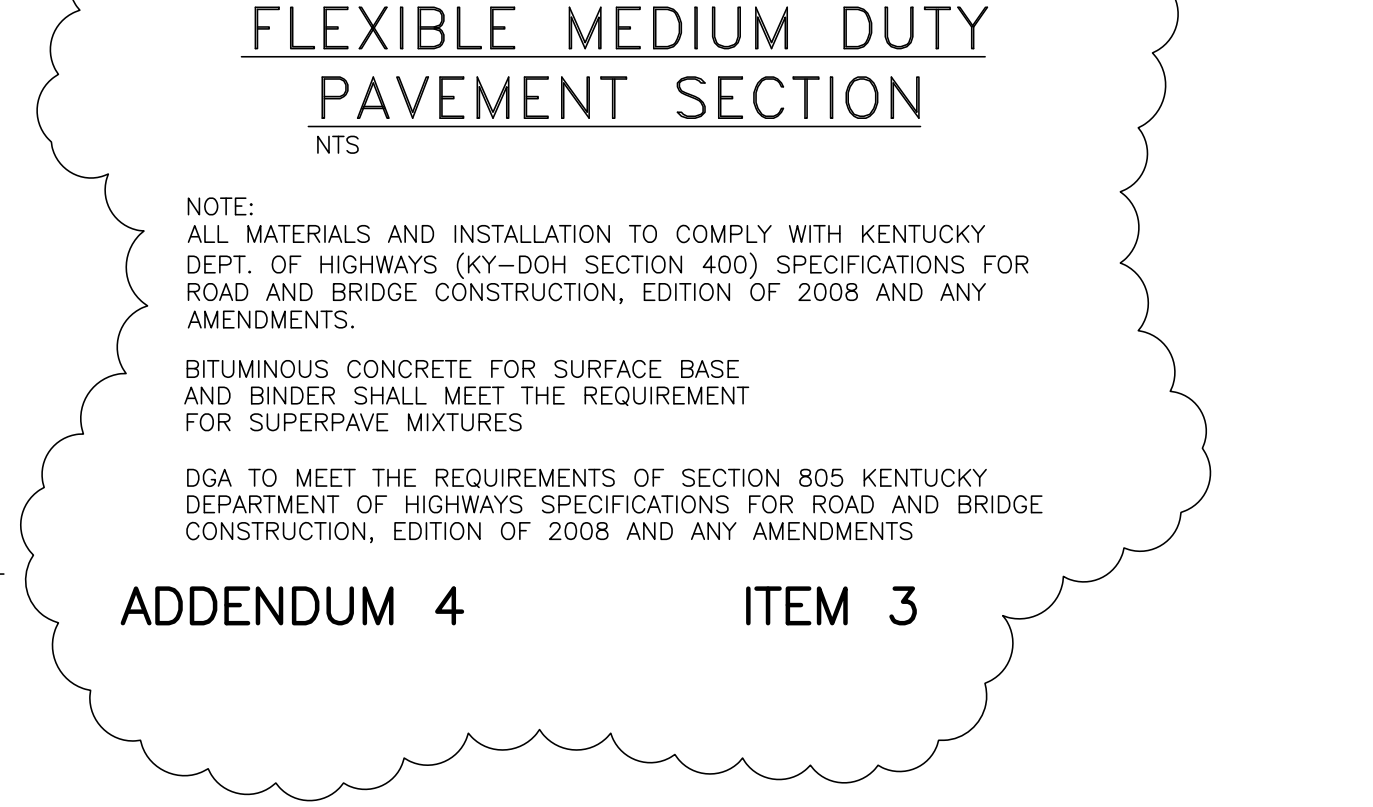 FLEXIBLE MEDIUM DUTY
PAVEMENT SECTION
NTS
NOTE:
ALL MATERIALS AND INSTALLATION TO COMPLY WITH KENTUCKY
DEPT. OF HIGHWAYS (KY-DOH SECTION 400) SPECIFICATIONS FOR
ROAD AND BRIDGE CONSTRUCTION, EDITION OF 2008 AND ANY
AMENDMENTS.
BITUMINOUS CONCRETE FOR SURFACE BASE
AND BINDER SHALL MEET THE REQUIREMENT
FOR SUPERPAVE MIXTURES
DGA TO MEET THE REQUIREMENTS OF SECTION 805 KENTUCKY
DEPARTMENT OF HIGHWAYS SPECIFICATIONS FOR ROAD AND BRIDGE
CONSTRUCTION, EDITION OF 2008 AND ANY AMENDMENTS
ADDENDUM 4 ITEM 3